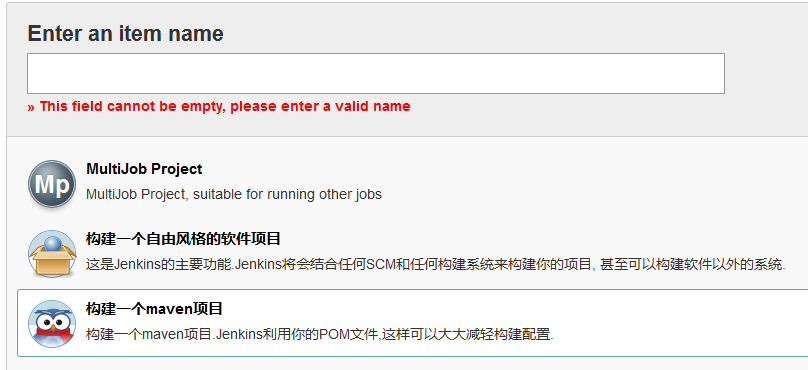 Enter an item name
» This field cannot be empty, please enter a valid name
MultiJob Project
Mp
MultiJob Project, suitable for running other jobs
构建一个自由风格的软件项目
这是Jenkins的主要功能.Jenkins将会结合任何SCM和任何构建系统来构建你的项目, 甚至可以构建软件以外的系统.
构建一个maven项目
构建一个maven项目.Jenkins利用你的POM文件,这样可以大大减轻构建配置.